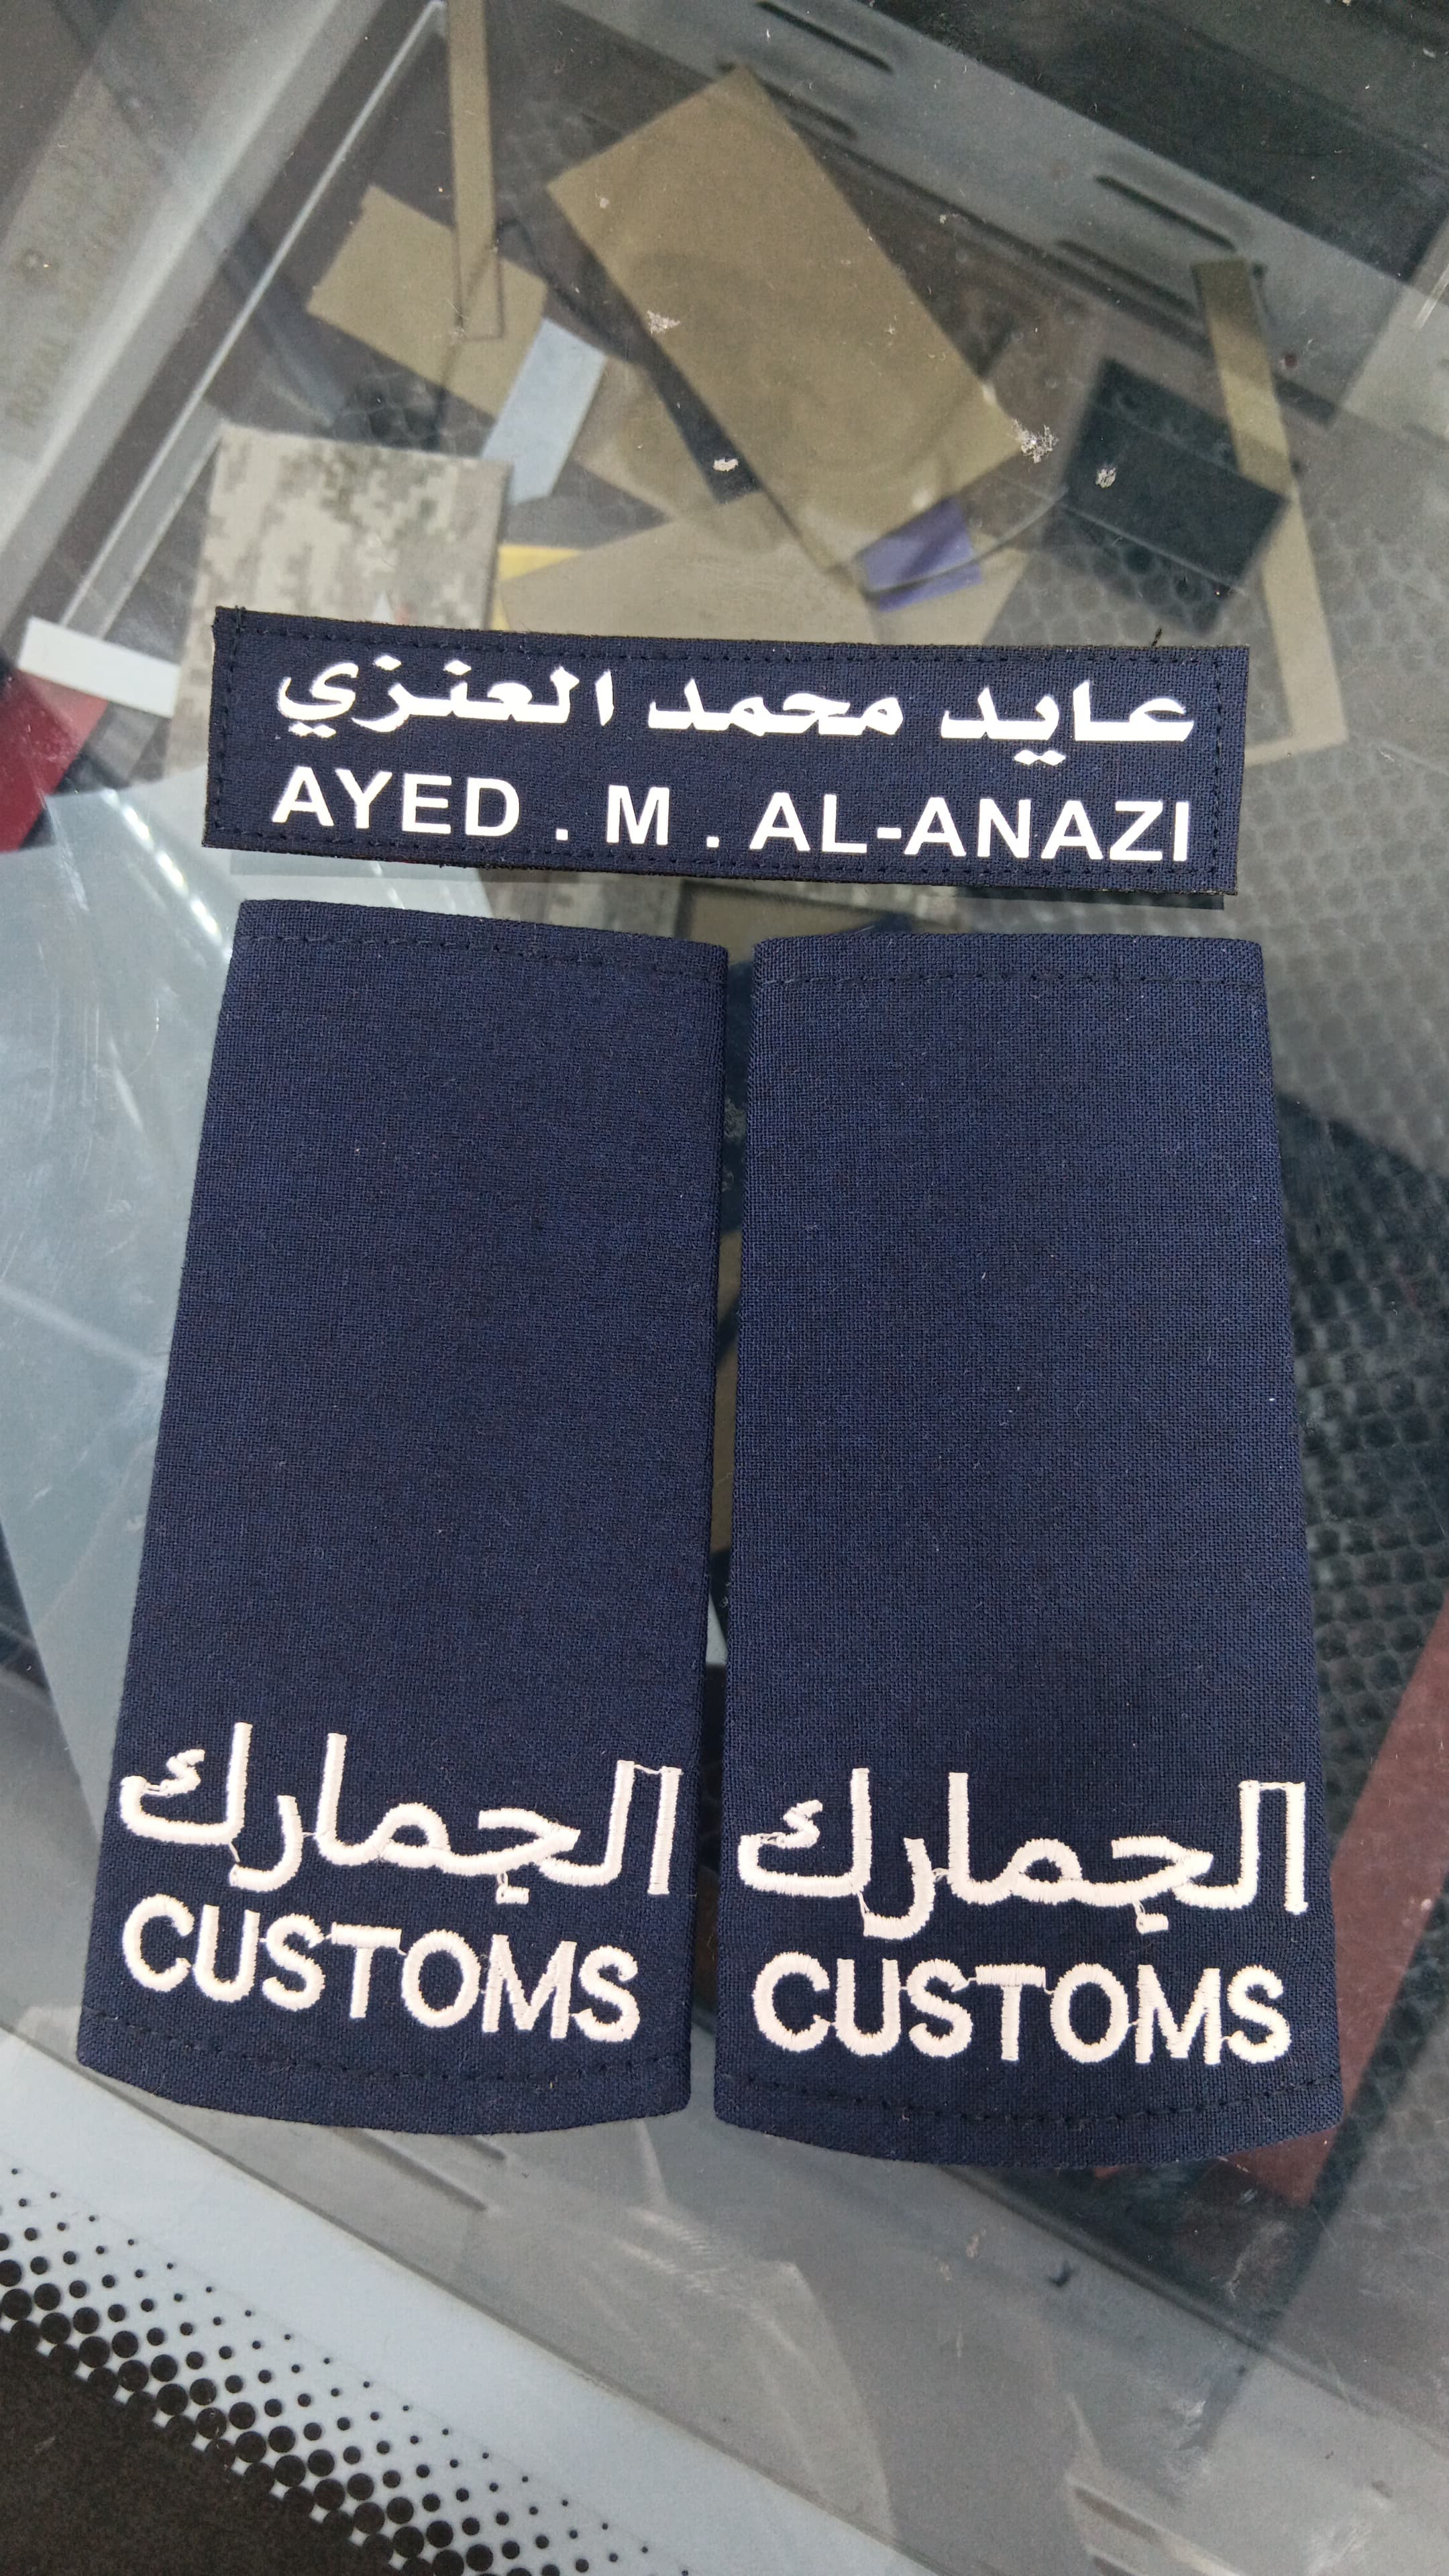 عايد محمد العنزي
AYED . M . AL-ANAZI
الجمارك
CUSTOMS
الجمارك
CUSTOMS